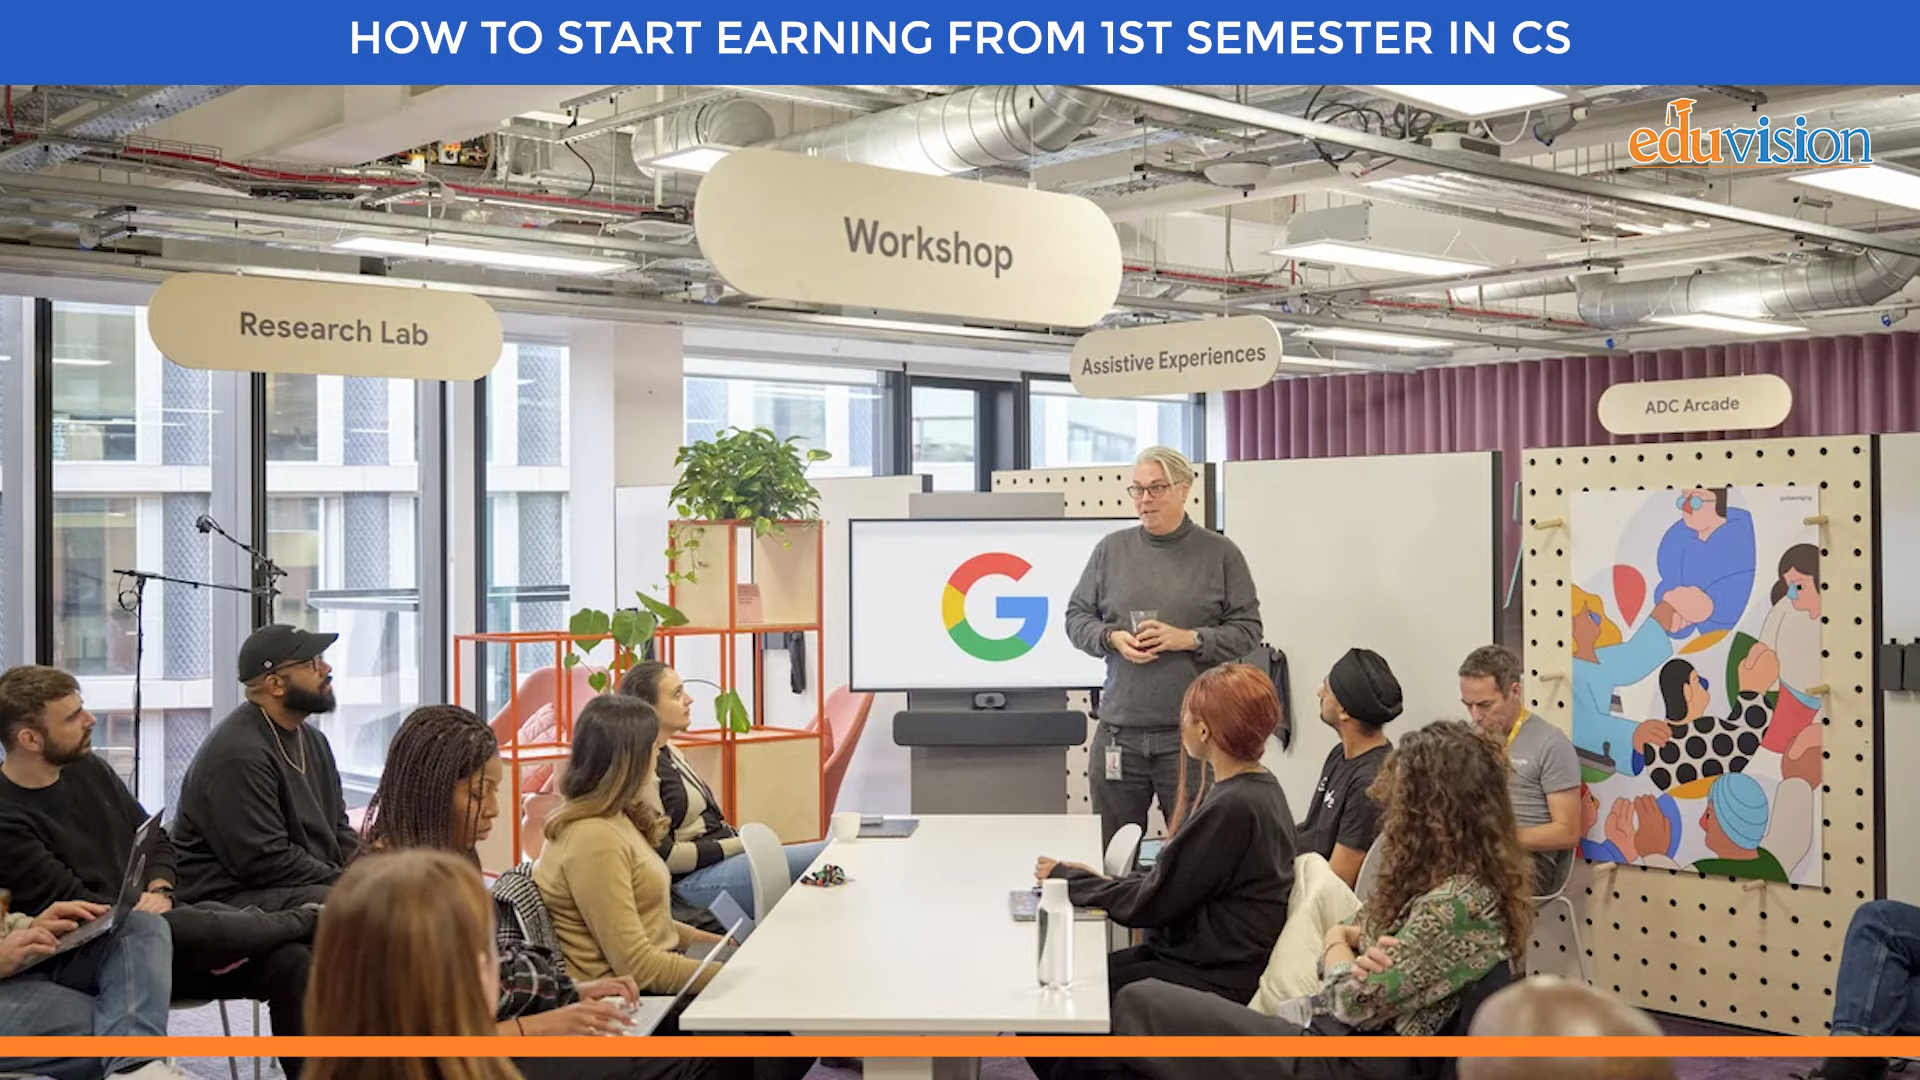 HOW TO START EARNING FROM 1ST SEMESTER IN CS
eduvision
Workshop
Research Lab
Assistive Experiences
ADC Arcade
G